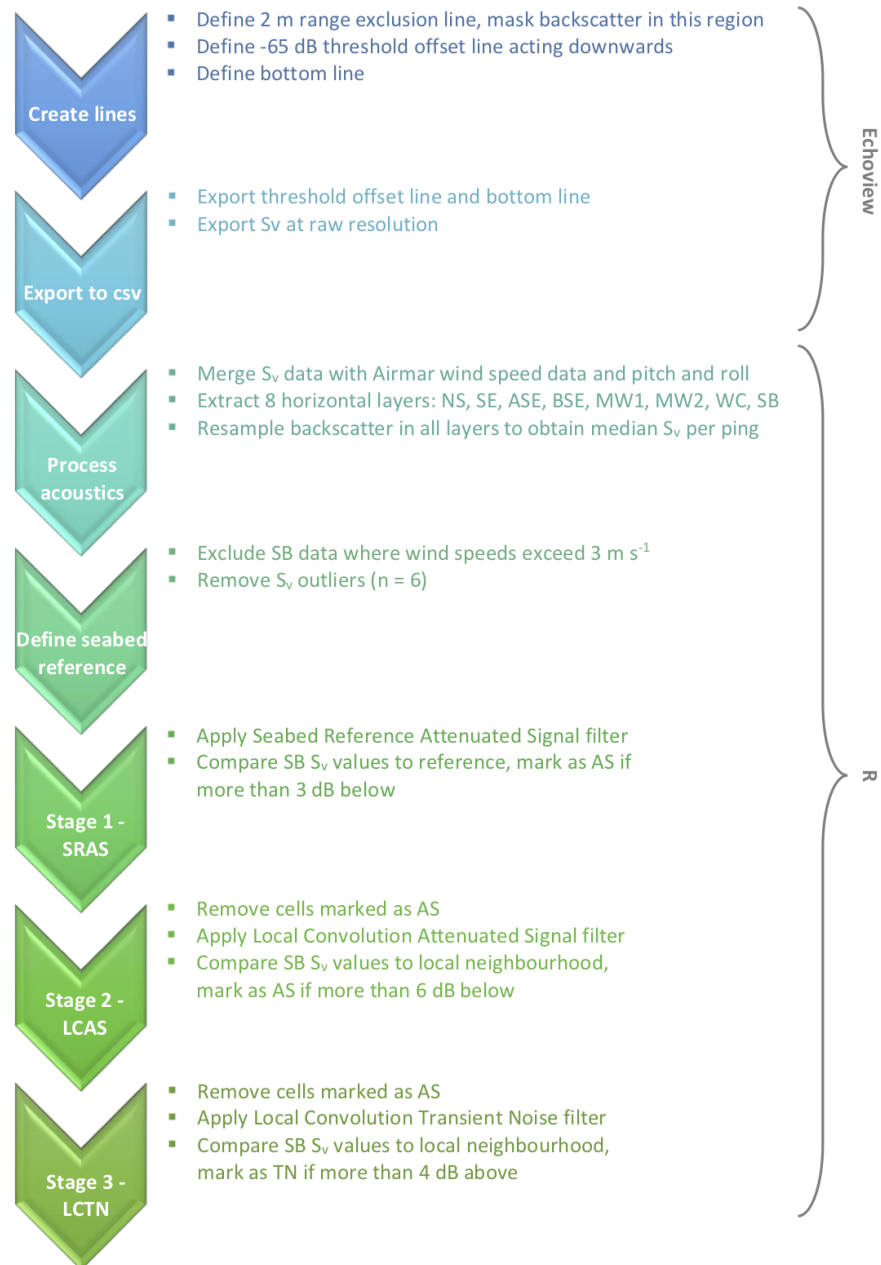 ▪ Define 2 m range exclusion line, mask backscatter in this region
▪ Define -65 dB threshold offset line acting downwards
▪ Define bottom line
Create lines
Echoview
▪ Export threshold offset line and bottom line
▪ Export Sv at raw resolution
Export to csv
▪ Merge Sᵥ data with Airmar wind speed data and pitch and roll
▪ Extract 8 horizontal layers: NS, SE, ASE, BSE, MW1, MW2, WC, SB
▪ Resample backscatter in all layers to obtain median Sᵥ per ping
Process
acoustics
▪ Exclude SB data where wind speeds exceed 3 m s⁻¹
▪ Remove Sᵥ outliers (n = 6)
Define seabed
reference
▪ Apply Seabed Reference Attenuated Signal filter
▪ Compare SB Sᵥ values to reference, mark as AS if
more than 3 dB below
R
Stage 1 -
SRAS
▪ Remove cells marked as AS
▪ Apply Local Convolution Attenuated Signal filter
▪ Compare SB Sᵥ values to local neighbourhood,
mark as AS if more than 6 dB below
Stage 2 -
LCAS
▪ Remove cells marked as AS
▪ Apply Local Convolution Transient Noise filter
▪ Compare SB Sᵥ values to local neighbourhood,
mark as TN if more than 4 dB above
Stage 3 -
LCTN